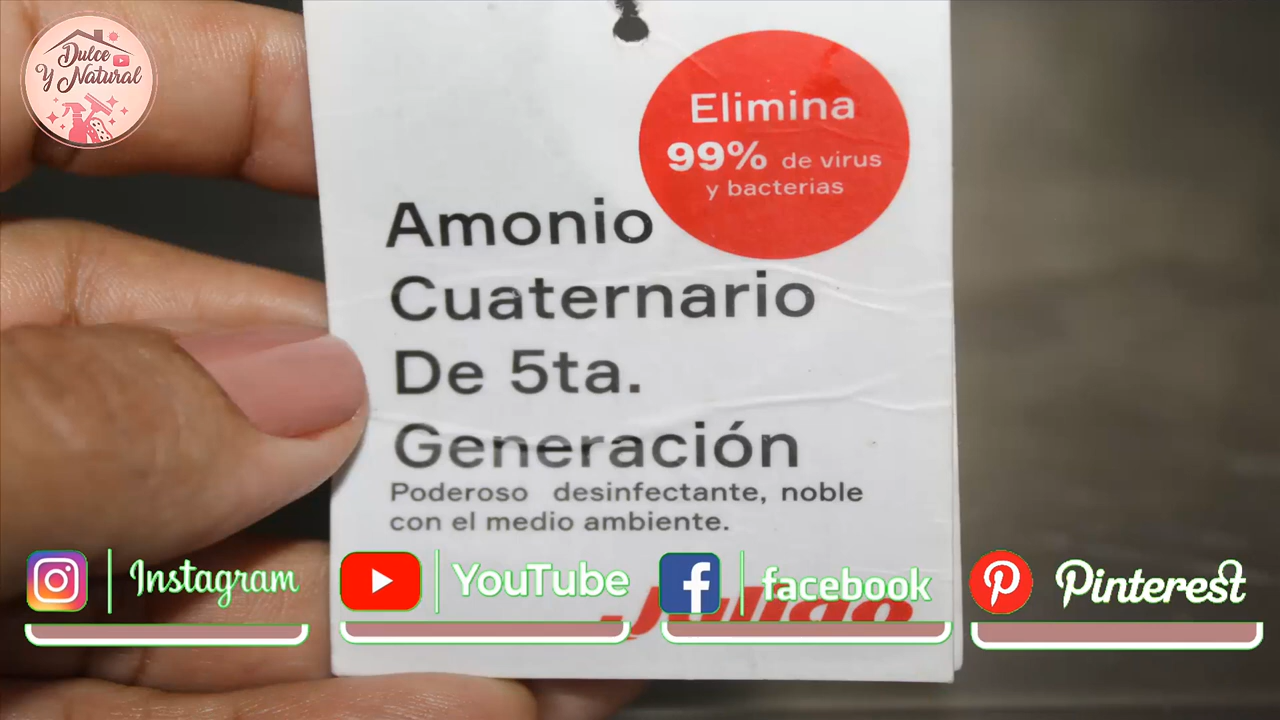 Dulce
Y Natural
Elimina
99% de virus
y bacterias
Amonio
Cuaternario
De 5ta.
Generación
Poderoso desinfectante, noble
con el medio ambiente.
Instagram
YouTube
facebook
Pinterest